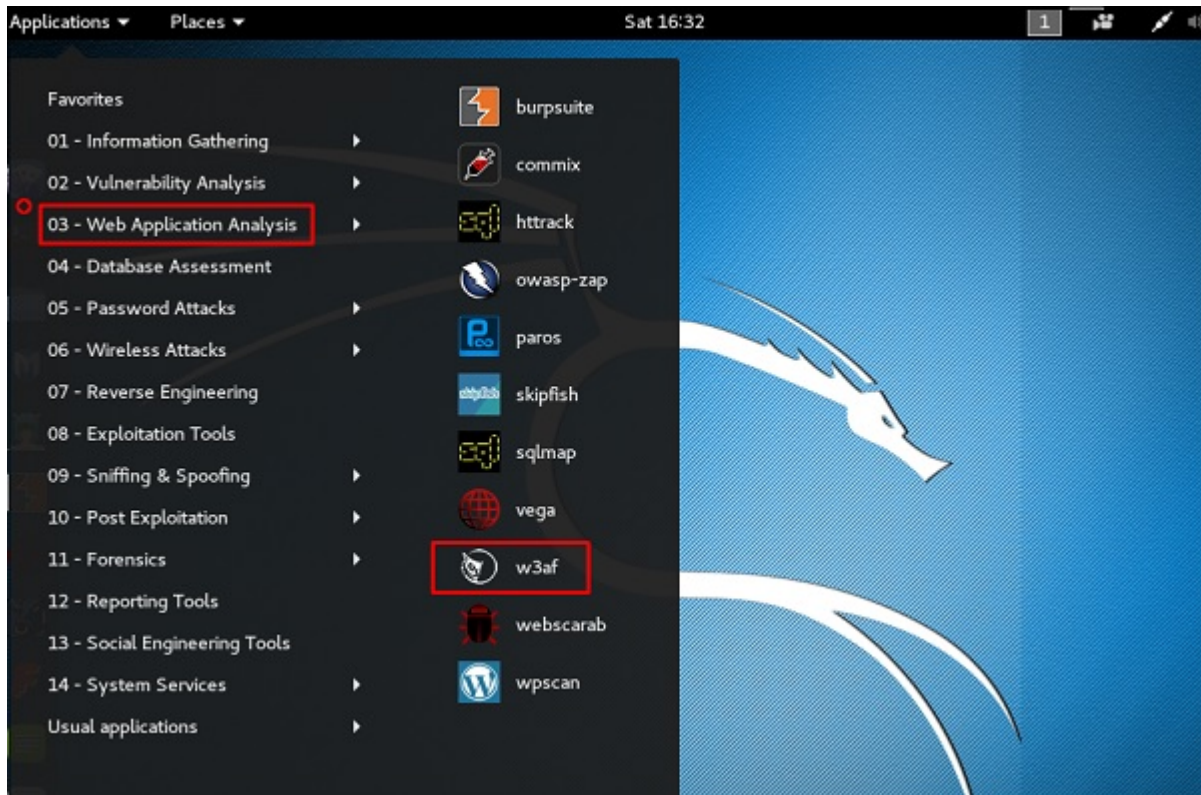 Applications Places Sat 16:32 1
Favorites
01 - Information Gathering
02 - Vulnerability Analysis
03 - Web Application Analysis
04 - Database Assessment
05 - Password Attacks
06 - Wireless Attacks
07 - Reverse Engineering
08 - Exploitation Tools
09 - Sniffing & Spoofing
10 - Post Exploitation
11 - Forensics
12 - Reporting Tools
13 - Social Engineering Tools
14 - System Services
Usual applications
burpsuite
commix
httrack
owasp-zap
paros
skipfish
sqlmap
vega
w3af
webscarab
wpscan